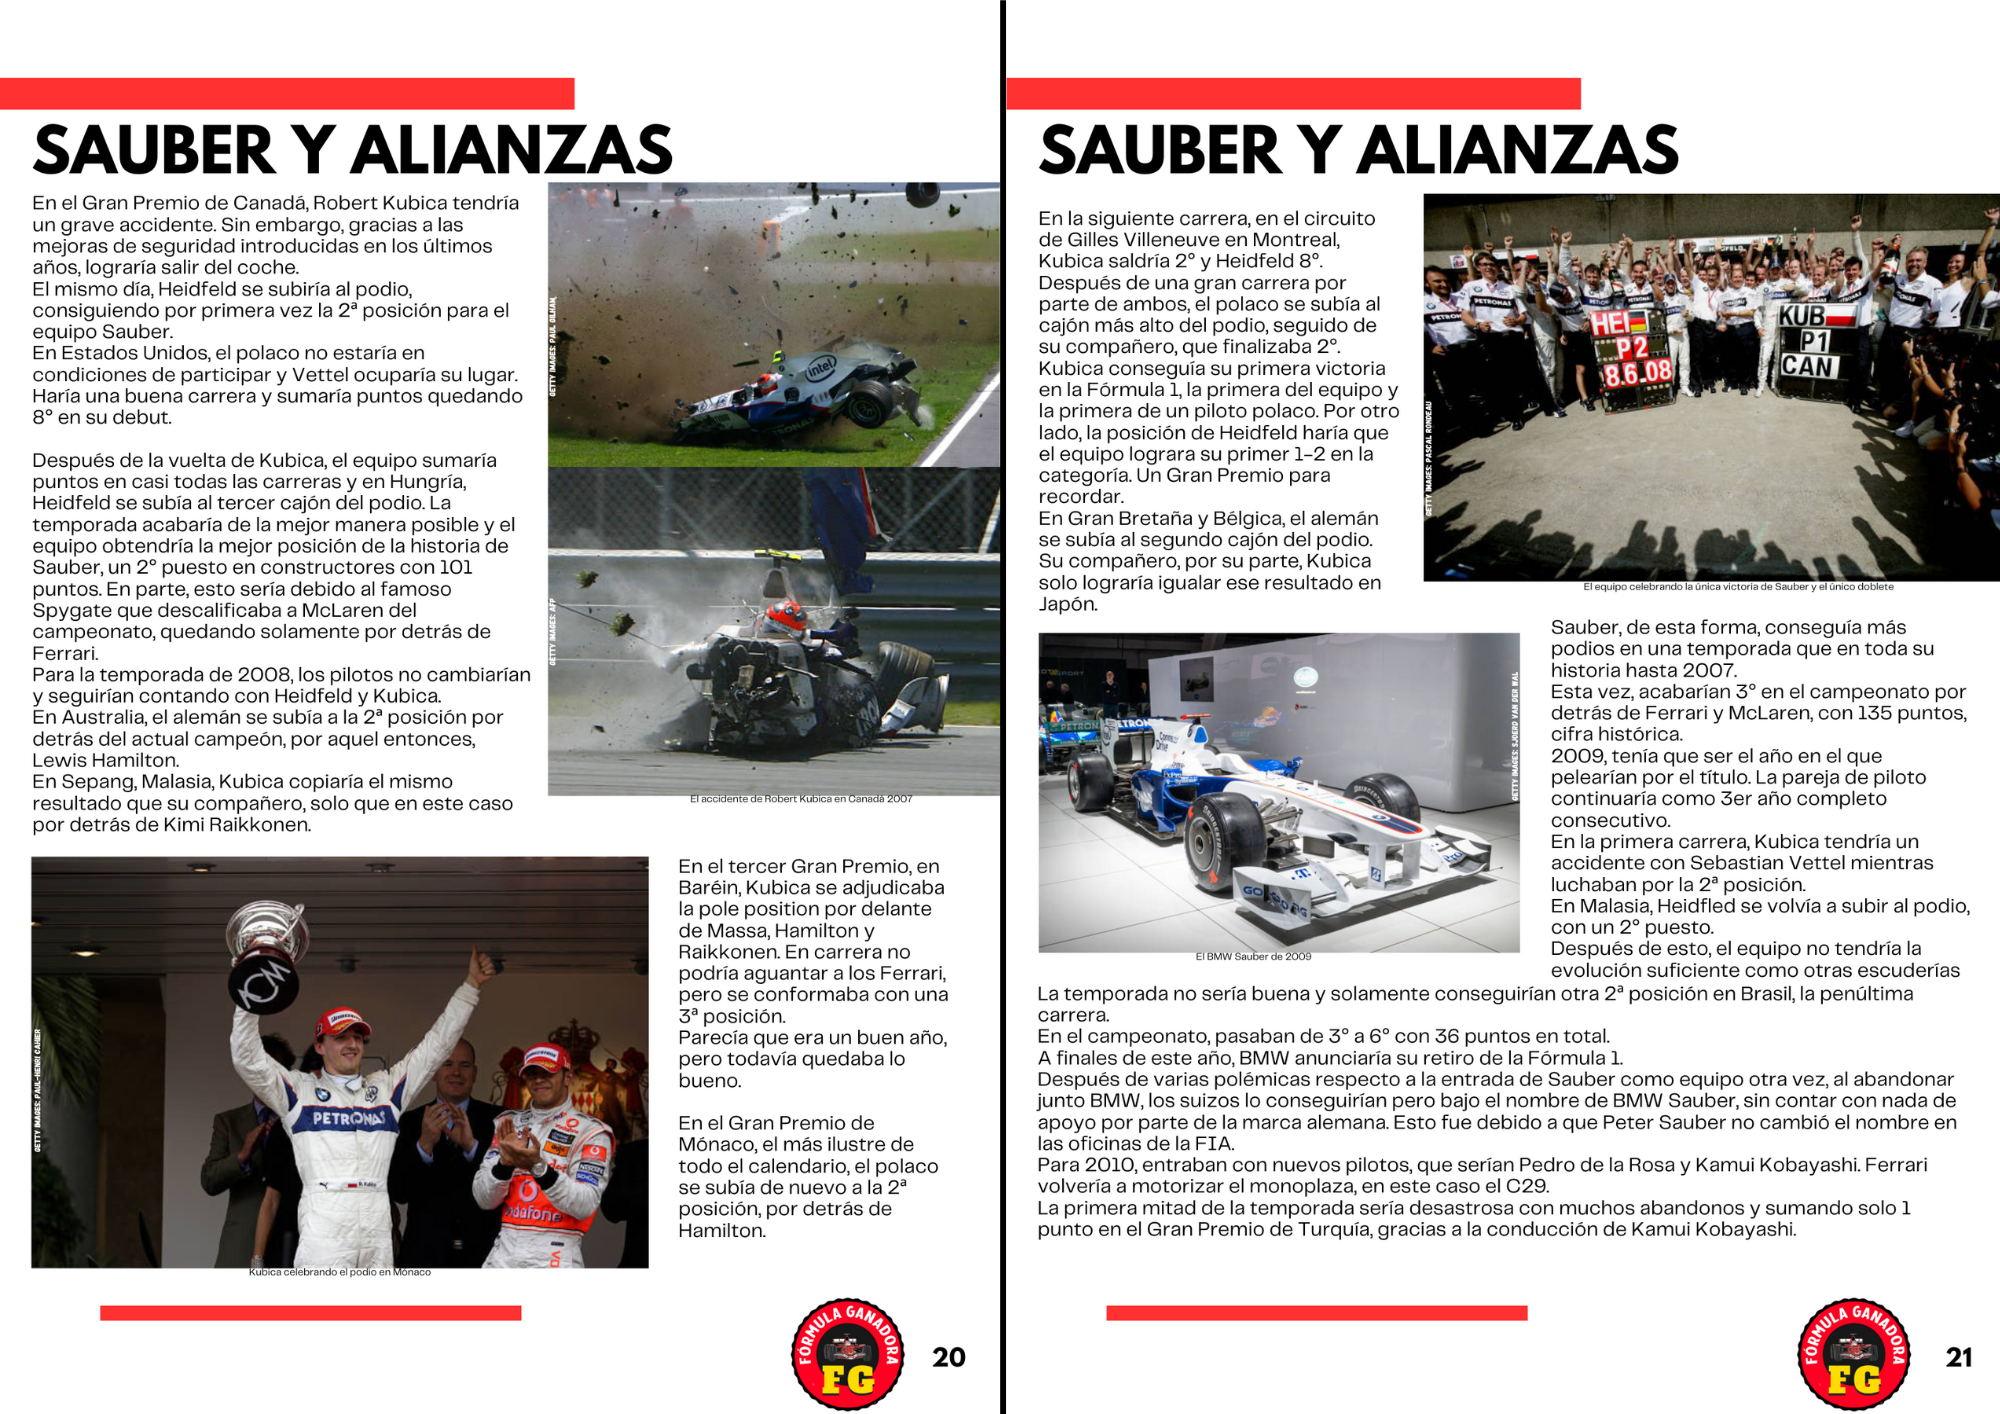 SAUBER Y ALIANZAS
En el Gran Premio de Canadá, Robert Kubica tendría
un grave accidente. Sin embargo, gracias a las
mejoras de seguridad introducidas en los últimos
años, lograría salir del coche.
El mismo día, Heidfeld se subiría al podio,
consiguiendo por primera vez la 2ª posición para el
equipo Sauber.
En Estados Unidos, el polaco no estaría en
condiciones de participar y Vettel ocuparía su lugar.
Haría una buena carrera y sumaría puntos quedando
8° en su debut.
Después de la vuelta de Kubica, el equipo sumaría
puntos en casi todas las carreras y en Hungría,
Heidfeld se subía al tercer cajón del podio. La
temporada acabaría de la mejor manera posible y el
equipo obtendría la mejor posición de la historia de
Sauber, un 2° puesto en constructores con 101
puntos. En parte, esto sería debido al famoso
Spygate que descalificaba a McLaren del
campeonato, quedando solamente por detrás de
Ferrari.
Para la temporada de 2008, los pilotos no cambiarían
y seguirían contando con Heidfeld y Kubica.
En Australia, el alemán se subía a la 2ª posición por
detrás del actual campeón, por aquel entonces,
Lewis Hamilton.
En Sepang, Malasia, Kubica copiaría el mismo
resultado que su compañero, solo que en este caso
por detrás de Kimi Raikkonen.
GETTY IMAGES: PAUL GILHAM
intel
PETRONAS
GETTY IMAGES: AFP
El accidente de Robert Kubica en Canadá 2007
GETTY IMAGES: PAUL-HENRI CAHIER
ACM
PETRONAS
vodafone
Kubica celebrando el podio en Mónaco
En el tercer Gran Premio, en
Baréin, Kubica se adjudicaba
la pole position por delante
de Massa, Hamilton y
Raikkonen. En carrera no
podría aguantar a los Ferrari,
pero se conformaba con una
3ª posición.
Parecía que era un buen año,
pero todavía quedaba lo
bueno.
En el Gran Premio de
Mónaco, el más ilustre de
todo el calendario, el polaco
se subía de nuevo a la 2ª
posición, por detrás de
Hamilton.
FÓRMULA GANADORA
FG
20
SAUBER Y ALIANZAS
En la siguiente carrera, en el circuito
de Gilles Villeneuve en Montreal,
Kubica saldría 2° y Heidfeld 8°.
Después de una gran carrera por
parte de ambos, el polaco se subía al
cajón más alto del podio, seguido de
su compañero, que finalizaba 2°.
Kubica conseguía su primera victoria
en la Fórmula 1, la primera del equipo y
la primera de un piloto polaco. Por otro
lado, la posición de Heidfeld haría que
el equipo lograra su primer 1-2 en la
categoría. Un Gran Premio para
recordar.
En Gran Bretaña y Bélgica, el alemán
se subía al segundo cajón del podio.
Su compañero, por su parte, Kubica
solo lograría igualar ese resultado en
Japón.
GETTY IMAGES: PASCAL RONDEAU
PETRONAS
HEI
P2
8.6.08
KUB
P1
CAN
El equipo celebrando la única victoria de Sauber y el único doblete
GETTY IMAGES: SJOERD VAN DER WAL
PETRONAS
El BMW Sauber de 2009
Sauber, de esta forma, conseguía más
podios en una temporada que en toda su
historia hasta 2007.
Esta vez, acabarían 3° en el campeonato por
detrás de Ferrari y McLaren, con 135 puntos,
cifra histórica.
2009, tenía que ser el año en el que
pelearían por el título. La pareja de piloto
continuaría como 3er año completo
consecutivo.
En la primera carrera, Kubica tendría un
accidente con Sebastian Vettel mientras
luchaban por la 2ª posición.
En Malasia, Heidfled se volvía a subir al podio,
con un 2° puesto.
Después de esto, el equipo no tendría la
evolución suficiente como otras escuderías
La temporada no sería buena y solamente conseguirían otra 2ª posición en Brasil, la penúltima
carrera.
En el campeonato, pasaban de 3° a 6° con 36 puntos en total.
A finales de este año, BMW anunciaría su retiro de la Fórmula 1.
Después de varias polémicas respecto a la entrada de Sauber como equipo otra vez, al abandonar
junto BMW, los suizos lo conseguirían pero bajo el nombre de BMW Sauber, sin contar con nada de
apoyo por parte de la marca alemana. Esto fue debido a que Peter Sauber no cambió el nombre en
las oficinas de la FIA.
Para 2010, entraban con nuevos pilotos, que serían Pedro de la Rosa y Kamui Kobayashi. Ferrari
volvería a motorizar el monoplaza, en este caso el C29.
La primera mitad de la temporada sería desastrosa con muchos abandonos y sumando solo 1
punto en el Gran Premio de Turquía, gracias a la conducción de Kamui Kobayashi.
FÓRMULA GANADORA
FG
21